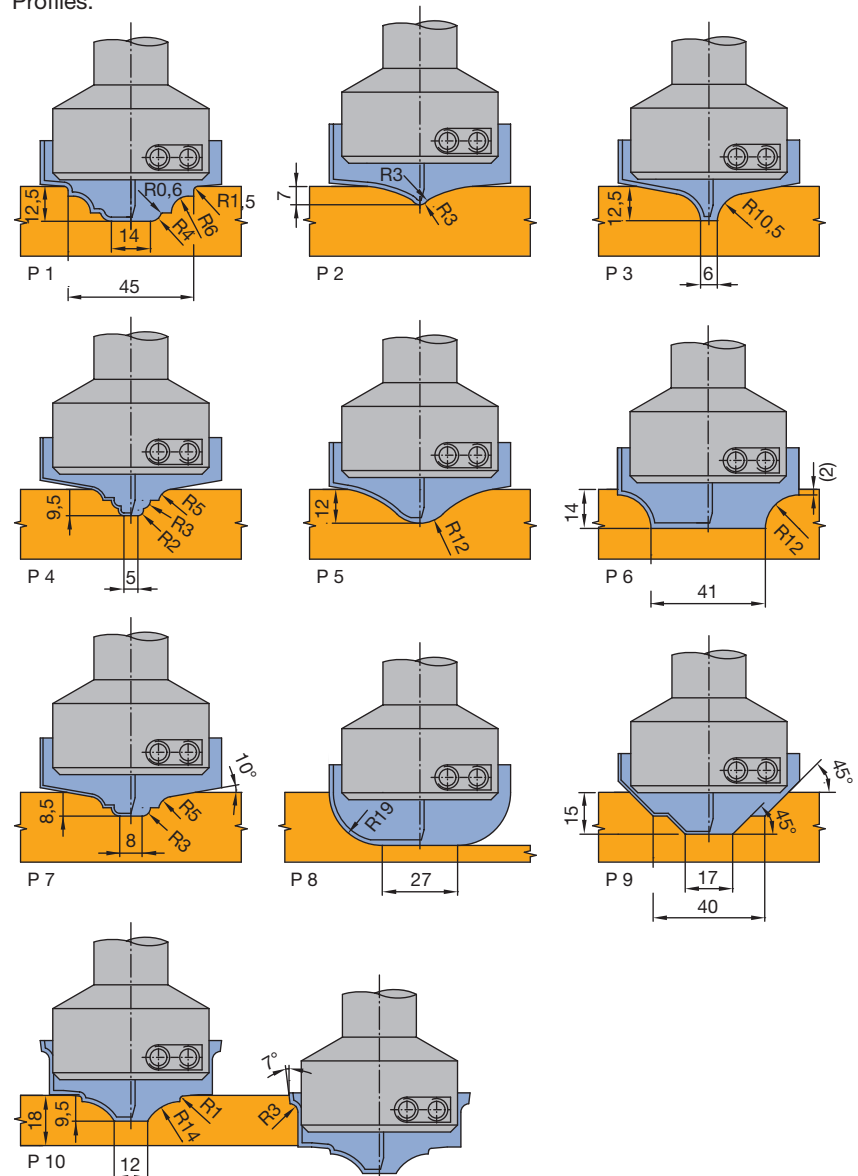 Profiles:
R0,6
R1,5
12,5
14
R4
R6
P 1
45
R3
7
R3
P 2
12,5
R10,5
P 3
6
9,5
R5
R3
R2
P 4
5
12
R12
P 5
(2)
14
R12
P 6
41
10°
8,5
R5
8
R3
P 7
R19
P 8
27
45°
15
45°
P 9
17
40
7°
18
9,5
R1
R14
R3
P 10
12